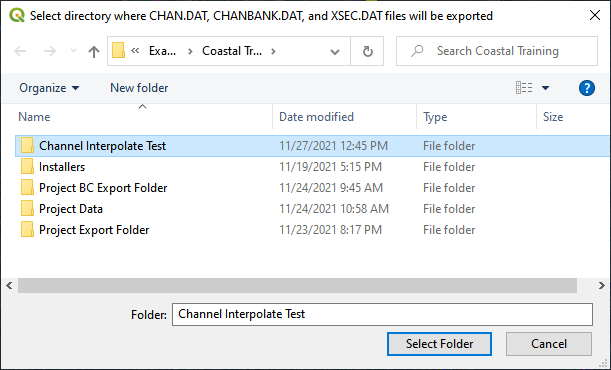 Select directory where CHAN.DAT, CHANBANK.DAT, and XSEC.DAT files will be exported
« Exa... > Coastal Tr... > Search Coastal Training
Organize New folder ?
Name Date modified Type Size
Channel Interpolate Test 11/27/2021 12:45 PM File folder
Installers 11/19/2021 5:15 PM File folder
Project BC Export Folder 11/24/2021 9:45 AM File folder
Project Data 11/24/2021 10:58 AM File folder
Project Export Folder 11/23/2021 8:17 PM File folder
Folder: Channel Interpolate Test
Select Folder Cancel